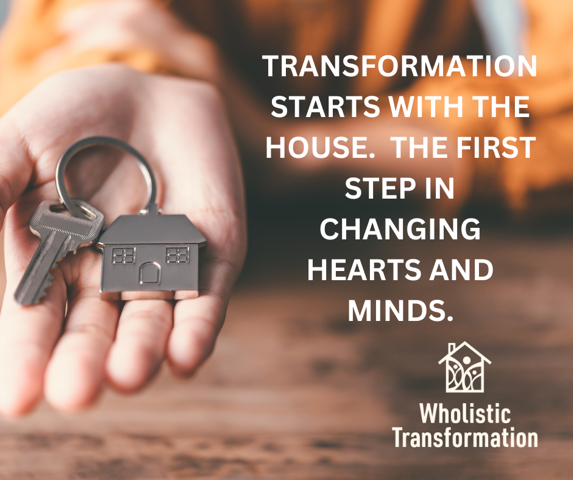 TRANSFORMATION
STARTS WITH THE
HOUSE.  THE FIRST
STEP IN
CHANGING
HEARTS AND
MINDS.
Wholistic
Transformation